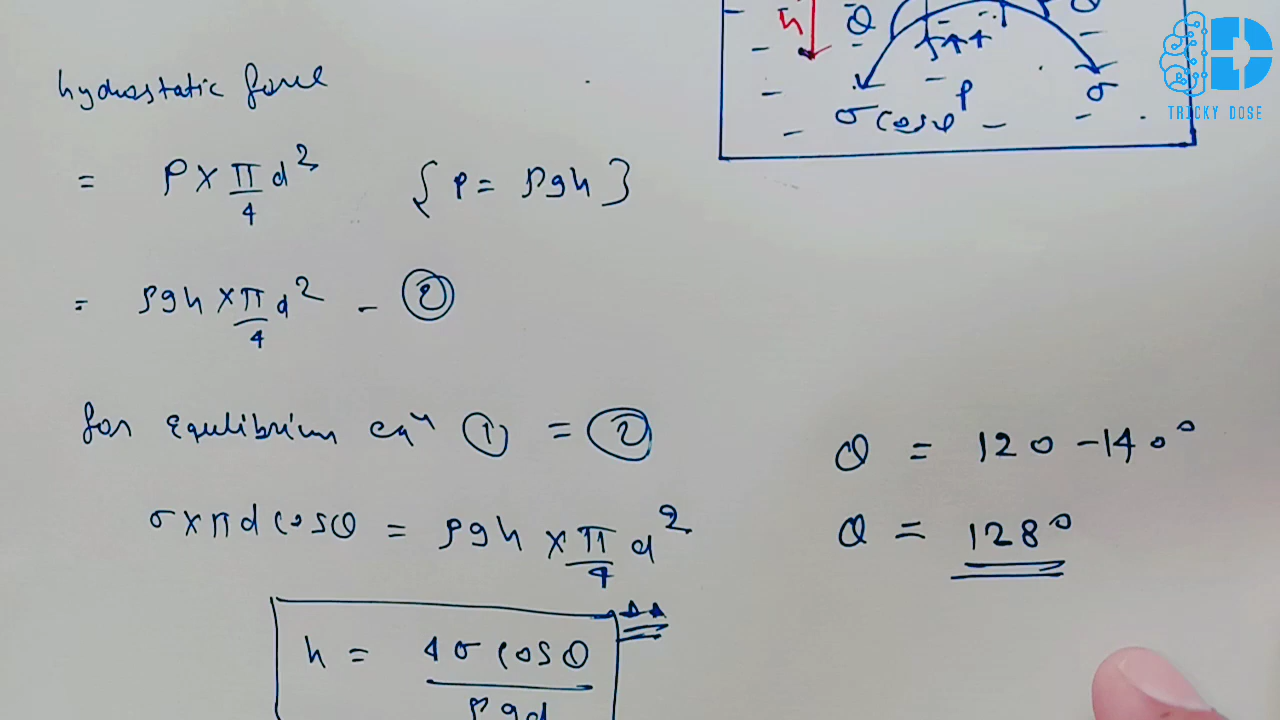 h
θ
θ
σ cosθ
p
σ
TRICKY DOSE
hydrostatic force
= P × π/4 d² { P = ρgh }
= ρgh × π/4 d² - ②
for Equlibrium eqⁿ ① = ②
σ × πd cosθ = ρgh × π/4 d²
h = 4σ cosθ / ρgd
θ = 120 - 140°
θ = 128°